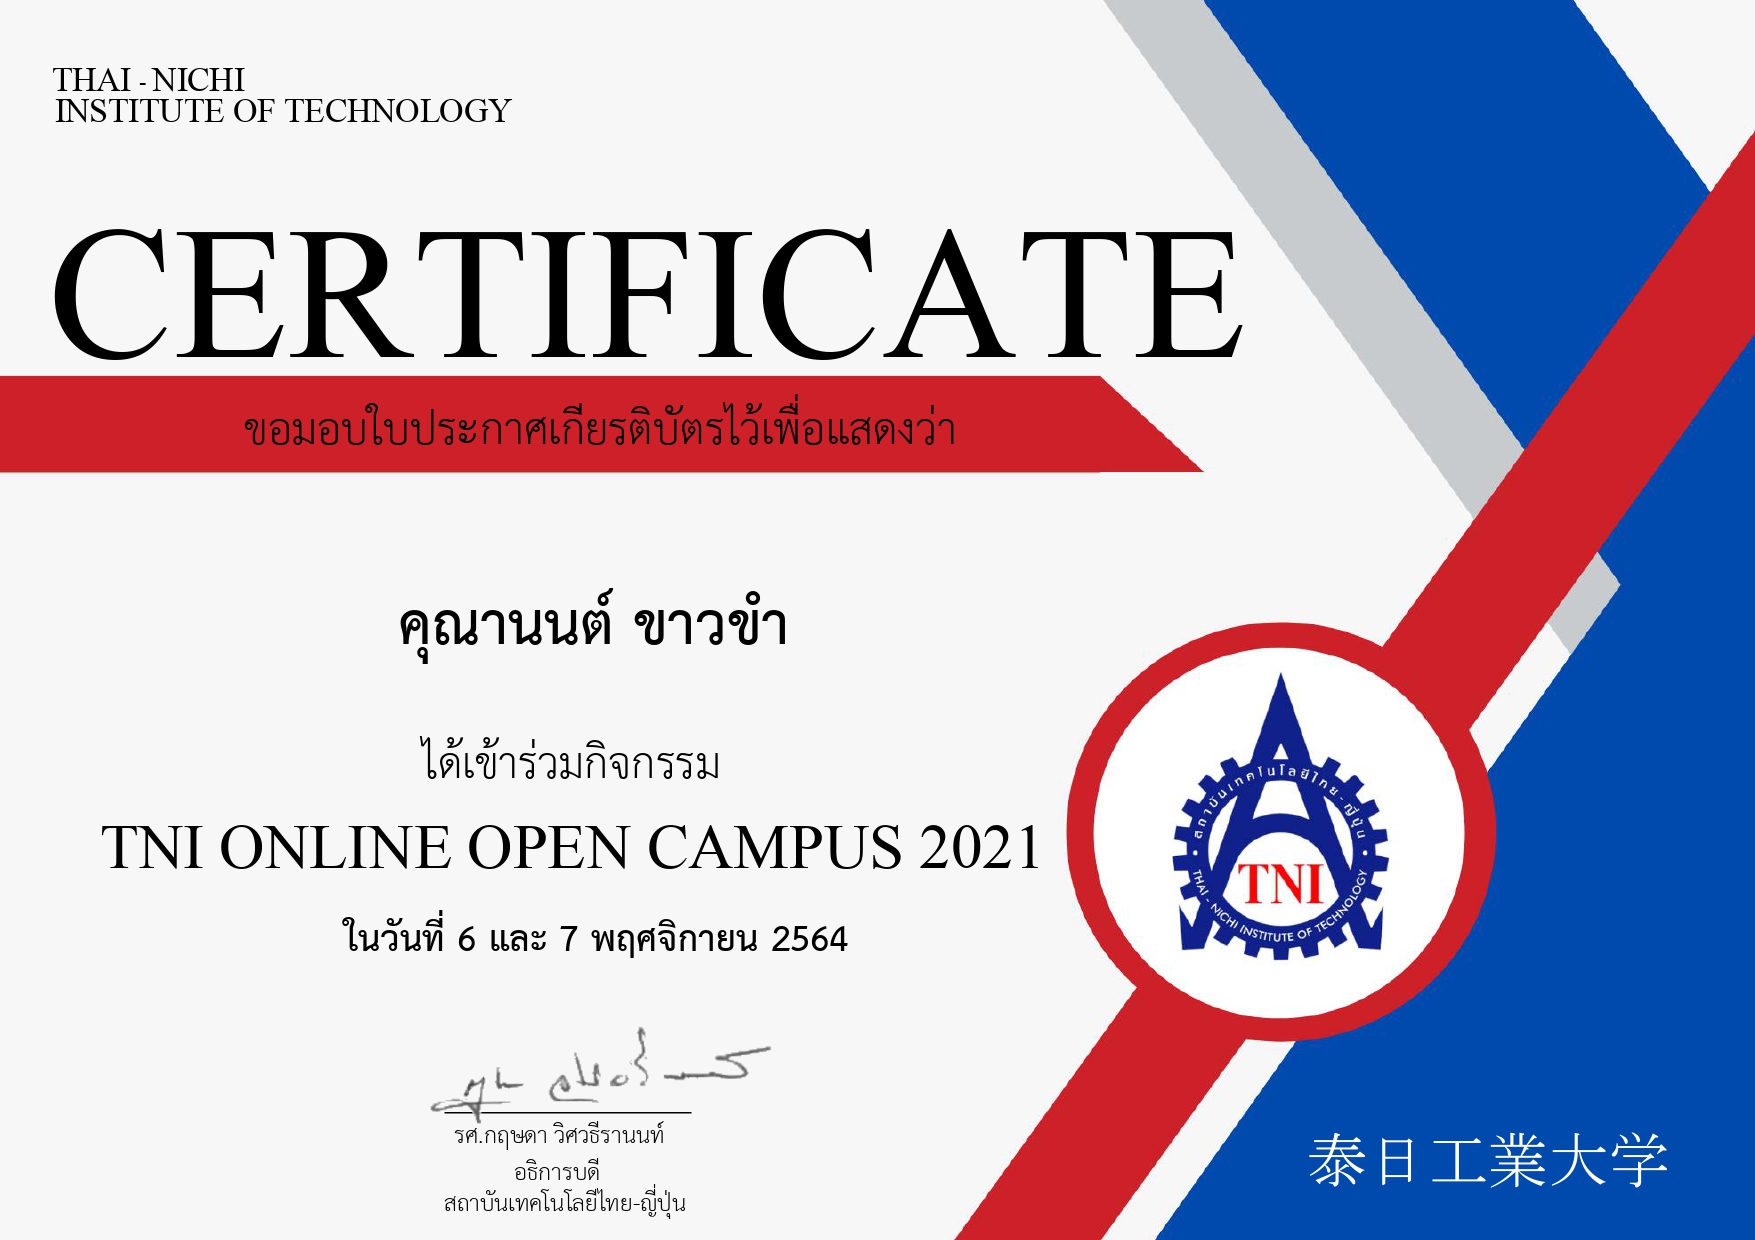 THAI - NICHI
INSTITUTE OF TECHNOLOGY
CERTIFICATE
ขอมอบใบประกาศเกียรติบัตรไว้เพื่อแสดงว่า
คุณานนต์ ขาวขำ
ได้เข้าร่วมกิจกรรม
TNI ONLINE OPEN CAMPUS 2021
ในวันที่ 6 และ 7 พฤศจิกายน 2564
รศ.กฤษดา วิศวธีรานนท์
อธิการบดี
สถาบันเทคโนโลยีไทย-ญี่ปุ่น
สถาบันเทคโนโลยีไทย-ญี่ปุ่น
TNI
THAI - NICHI INSTITUTE OF TECHNOLOGY
泰日工業大学